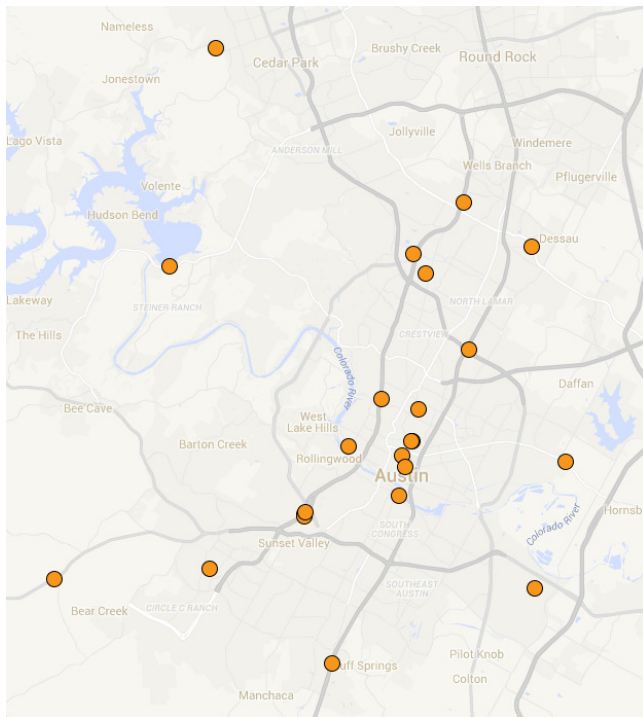 Nameless
Brushy Creek
Round Rock
Cedar Park
Jonestown
Jollyville
Lago Vista
ANDERSON MILL
Windemere
Wells Branch
Pflugerville
Volente
Hudson Bend
Dessau
Lakeway
STEINER RANCH
NORTH LAMAR
The Hills
CRESTVIEW
Colorado River
Daffan
Bee Cave
West
Lake Hills
Barton Creek
Rollingwood
Austin
Hornsb
Colorado River
SOUTH
CONGRESS
Sunset Valley
SOUTHEAST
AUSTIN
Bear Creek
CIRCLE C RANCH
Pilot Knob
uff Springs
Colton
Manchaca